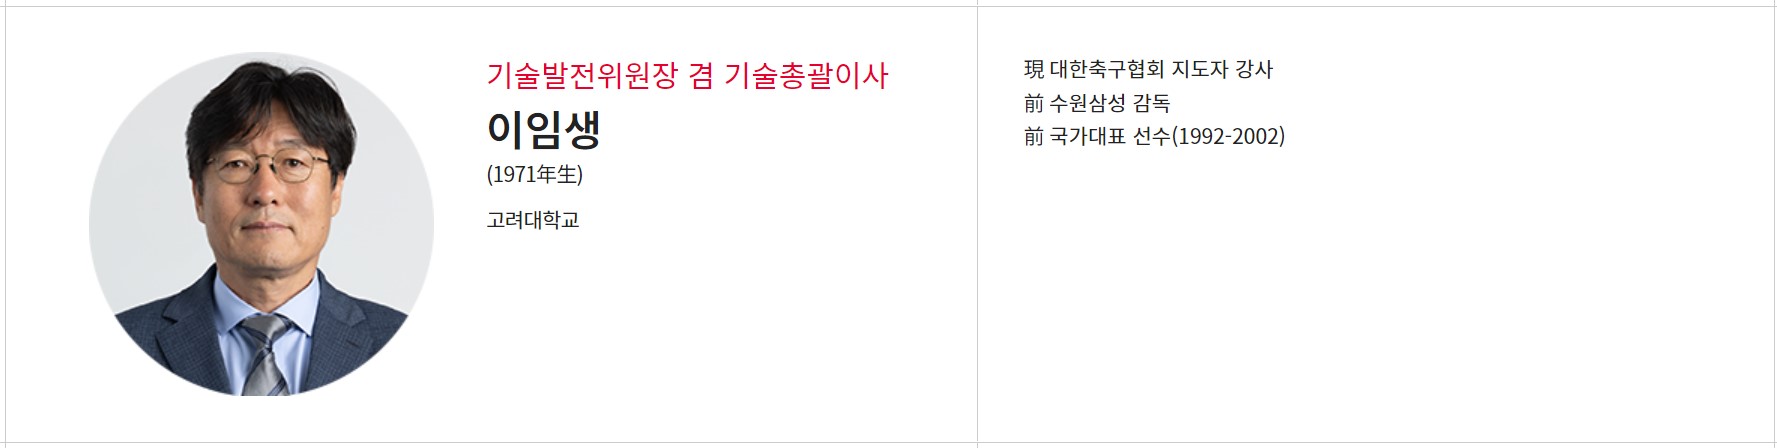 기술발전위원장 겸 기술총괄이사
이임생
(1971年生)
고려대학교
現 대한축구협회 지도자 강사
前 수원삼성 감독
前 국가대표 선수(1992-2002)